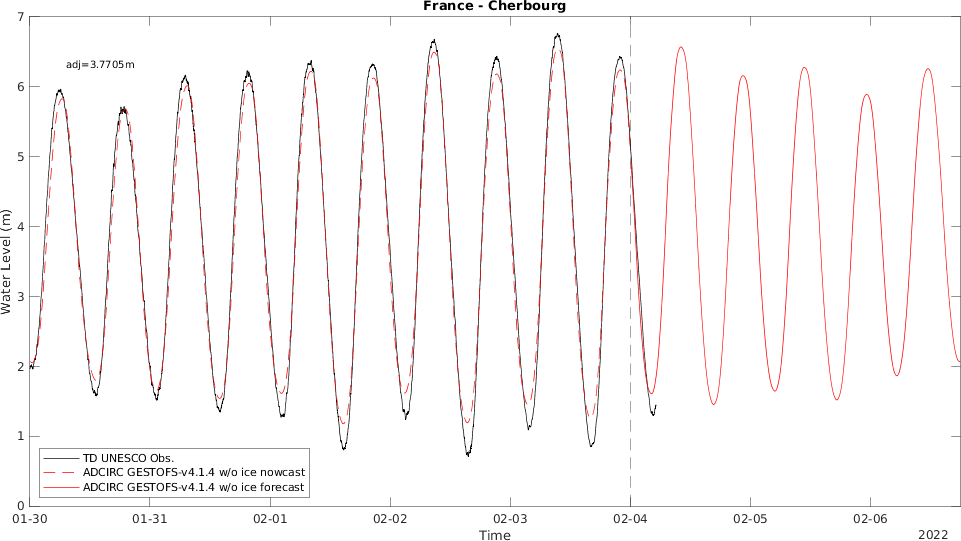 France - Cherbourg
7
adj=3.7705m
6
5
4
3
2
1
0
Water Level (m)
TD UNESCO Obs.
ADCIRC GESTOFS-v4.1.4 w/o ice nowcast
ADCIRC GESTOFS-v4.1.4 w/o ice forecast
01-30 01-31 02-01 02-02 02-03 02-04 02-05 02-06
Time
2022